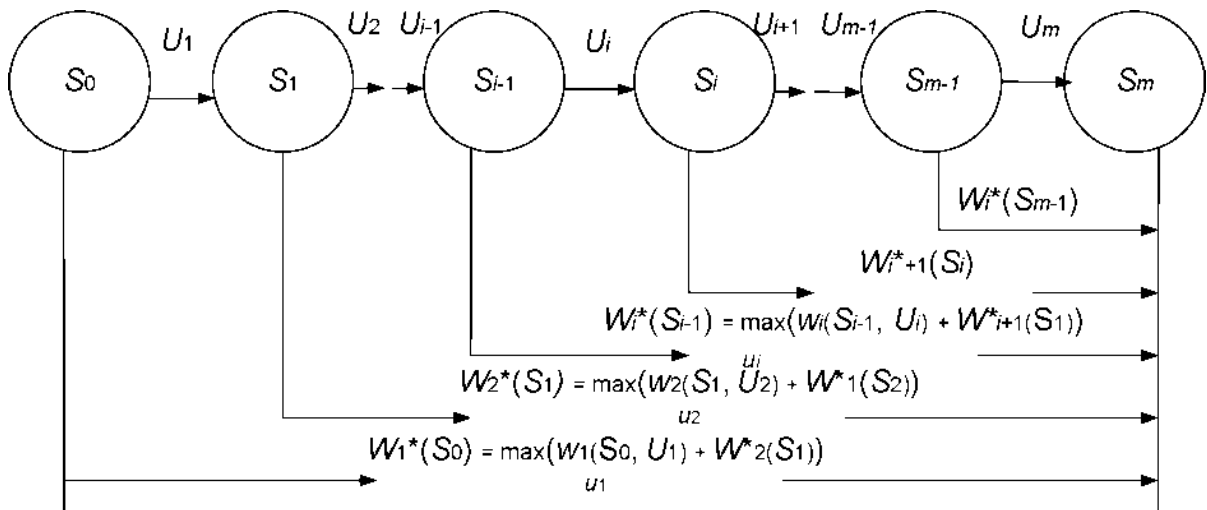 U1 U2 Ui-1 Ui Ui+1 Um-1 Um
S0 S1 Si-1 Si Sm-1 Sm
Wi*(Sm-1)
Wi*+1(Si)
Wi*(Si-1) = max(wi(Si-1, Ui) + W*i+1(S1))
ui
W2*(S1) = max(w2(S1, U2) + W*1(S2))
u2
W1*(S0) = max(w1(S0, U1) + W*2(S1))
u1